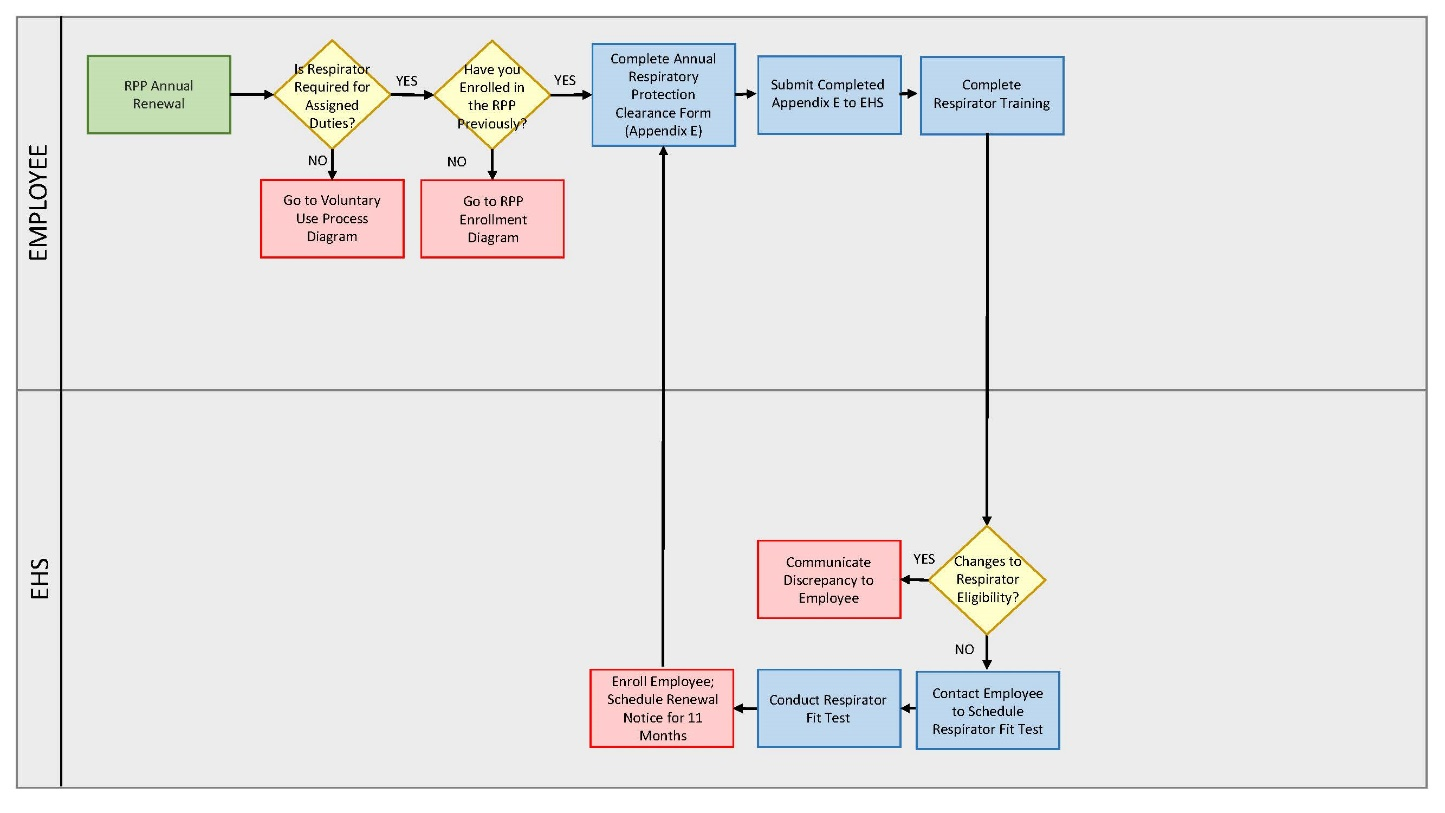 EMPLOYEE
RPP Annual
Renewal
Is Respirator
Required for
Assigned
Duties?
YES
Have you
Enrolled in
the RPP
Previously?
YES
Complete Annual
Respiratory
Protection
Clearance Form
(Appendix E)
Submit Completed
Appendix E to EHS
Complete
Respirator Training
NO
NO
Go to Voluntary
Use Process
Diagram
Go to RPP
Enrollment
Diagram
EHS
Communicate
Discrepancy to
Employee
YES
Changes to
Respirator
Eligibility?
NO
Enroll Employee;
Schedule Renewal
Notice for 11
Months
Conduct Respirator
Fit Test
Contact Employee
to Schedule
Respirator Fit Test